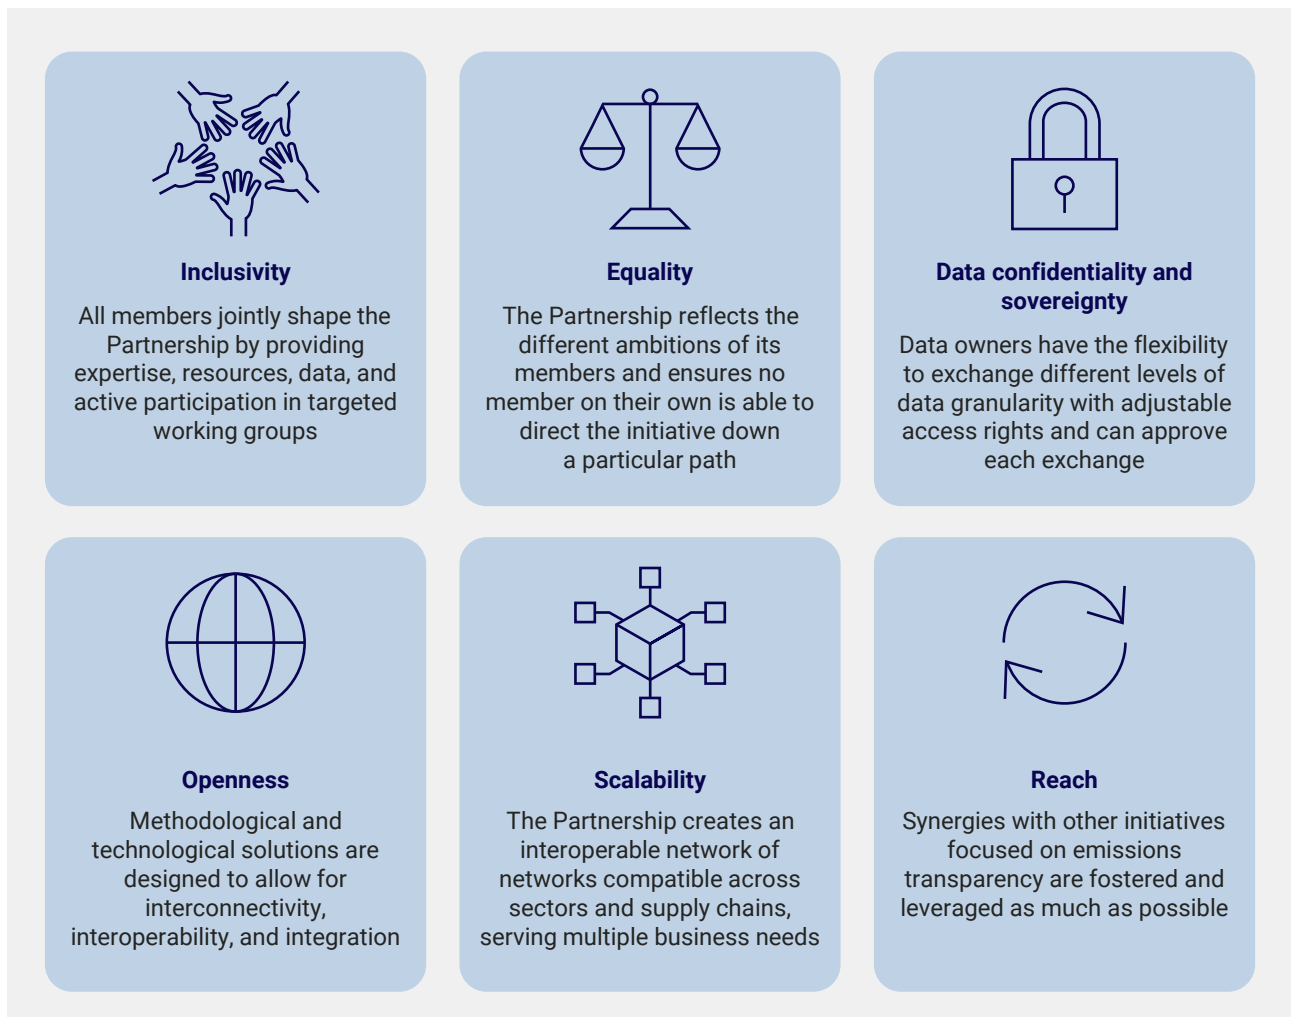 Inclusivity
All members jointly shape the
Partnership by providing
expertise, resources, data, and
active participation in targeted
working groups
Equality
The Partnership reflects the
different ambitions of its
members and ensures no
member on their own is able to
direct the initiative down
a particular path
Data confidentiality and
sovereignty
Data owners have the flexibility
to exchange different levels of
data granularity with adjustable
access rights and can approve
each exchange
Openness
Methodological and
technological solutions are
designed to allow for
interconnectivity,
interoperability, and integration
Scalability
The Partnership creates an
interoperable network of
networks compatible across
sectors and supply chains,
serving multiple business needs
Reach
Synergies with other initiatives
focused on emissions
transparency are fostered and
leveraged as much as possible